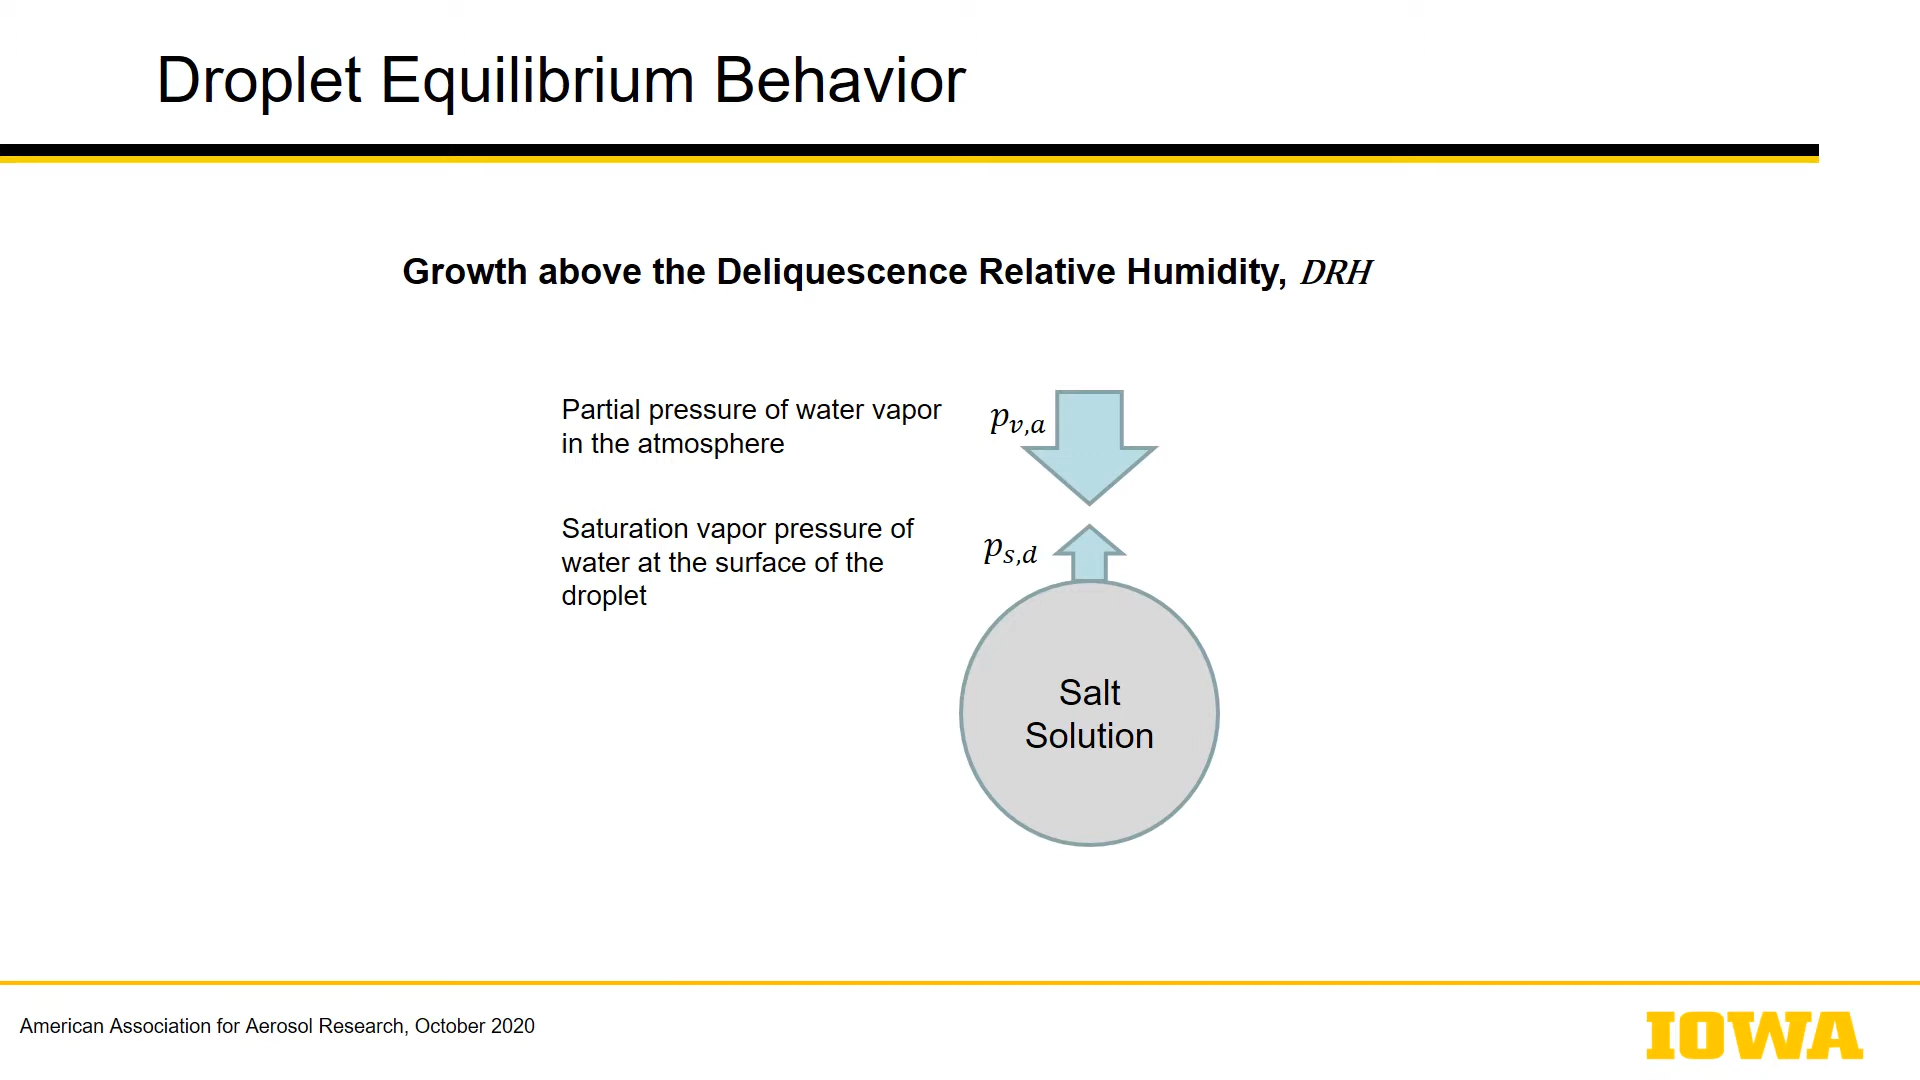 Droplet Equilibrium Behavior
Growth above the Deliquescence Relative Humidity, DRH
Partial pressure of water vapor
in the atmosphere
p_{v,a}
Saturation vapor pressure of
water at the surface of the
droplet
p_{s,d}
Salt
Solution
American Association for Aerosol Research, October 2020
IOWA